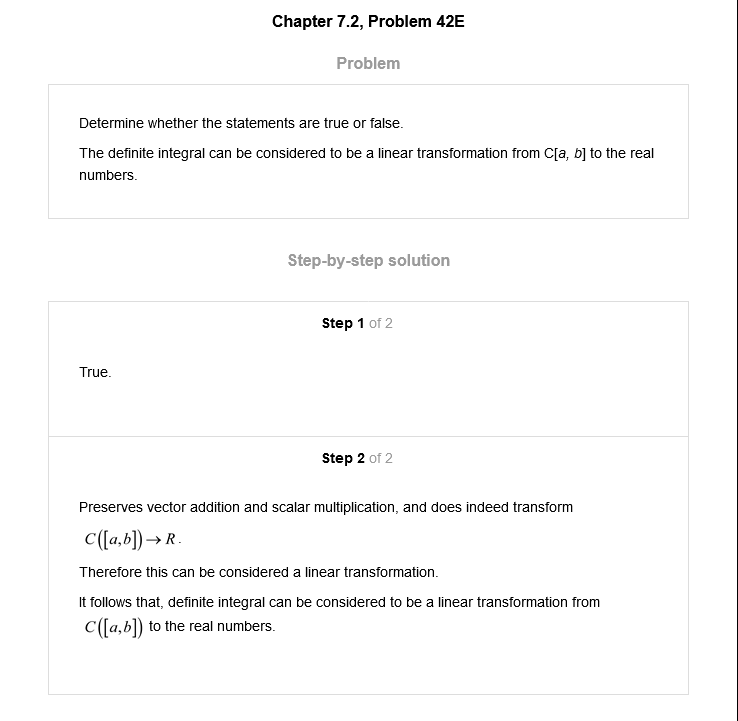 Chapter 7.2, Problem 42E
Problem
Determine whether the statements are true or false.
The definite integral can be considered to be a linear transformation from C[a, b] to the real
numbers.
Step-by-step solution
Step 1 of 2
True.
Step 2 of 2
Preserves vector addition and scalar multiplication, and does indeed transform
C([a,b])→R.
Therefore this can be considered a linear transformation.
It follows that, definite integral can be considered to be a linear transformation from
C([a,b]) to the real numbers.